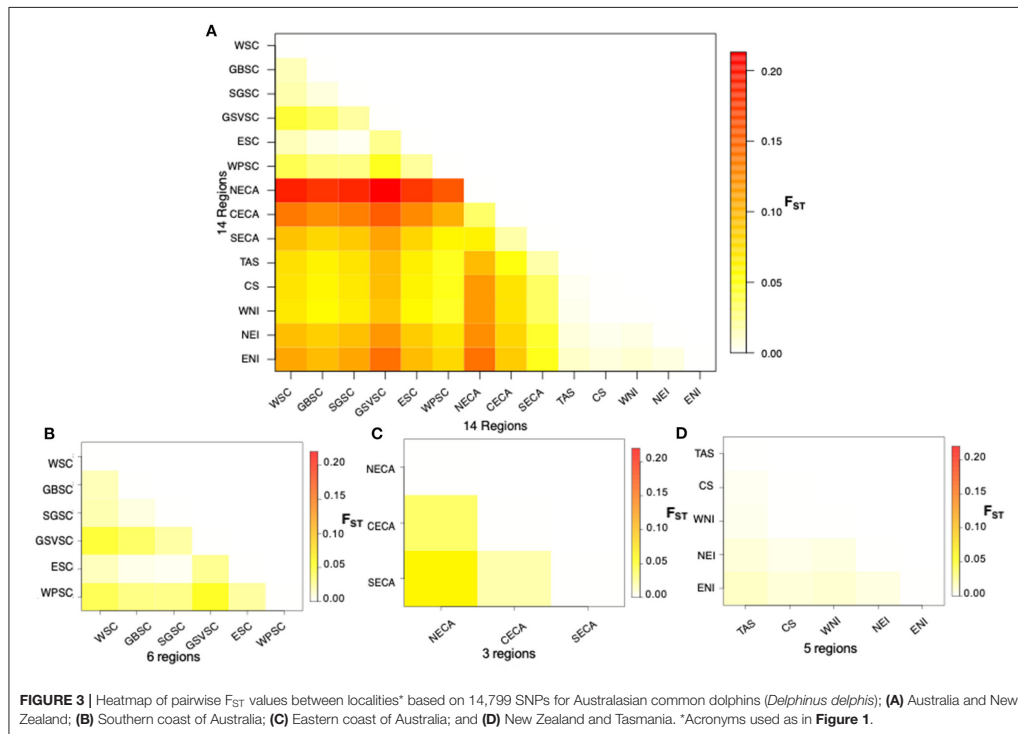 A
WSC
GBSC
SGSC
GSVSC
ESC
WPSC
NECA
CECA
SECA
TAS
CS
WNI
NEI
ENI
14 Regions
WSC GBSC SGSC GSVSC ESC WPSC NECA CECA SECA TAS CS WNI NEI ENI
14 Regions
0.20
0.15
0.10
0.05
0.00
FST
B
WSC
GBSC
SGSC
GSVSC
ESC
WPSC
WSC GBSC SGSC GSVSC ESC WPSC
6 regions
0.20
0.15
0.10
0.05
0.00
FST
C
NECA
CECA
SECA
NECA CECA SECA
3 regions
0.20
0.15
0.10
0.05
0.00
FST
D
TAS
CS
WNI
NEI
ENI
TAS CS WNI NEI ENI
5 regions
0.20
0.15
0.10
0.05
0.00
FST
FIGURE 3 | Heatmap of pairwise FST values between localities* based on 14,799 SNPs for Australasian common dolphins (Delphinus delphis); (A) Australia and New
Zealand; (B) Southern coast of Australia; (C) Eastern coast of Australia; and (D) New Zealand and Tasmania. *Acronyms used as in Figure 1.